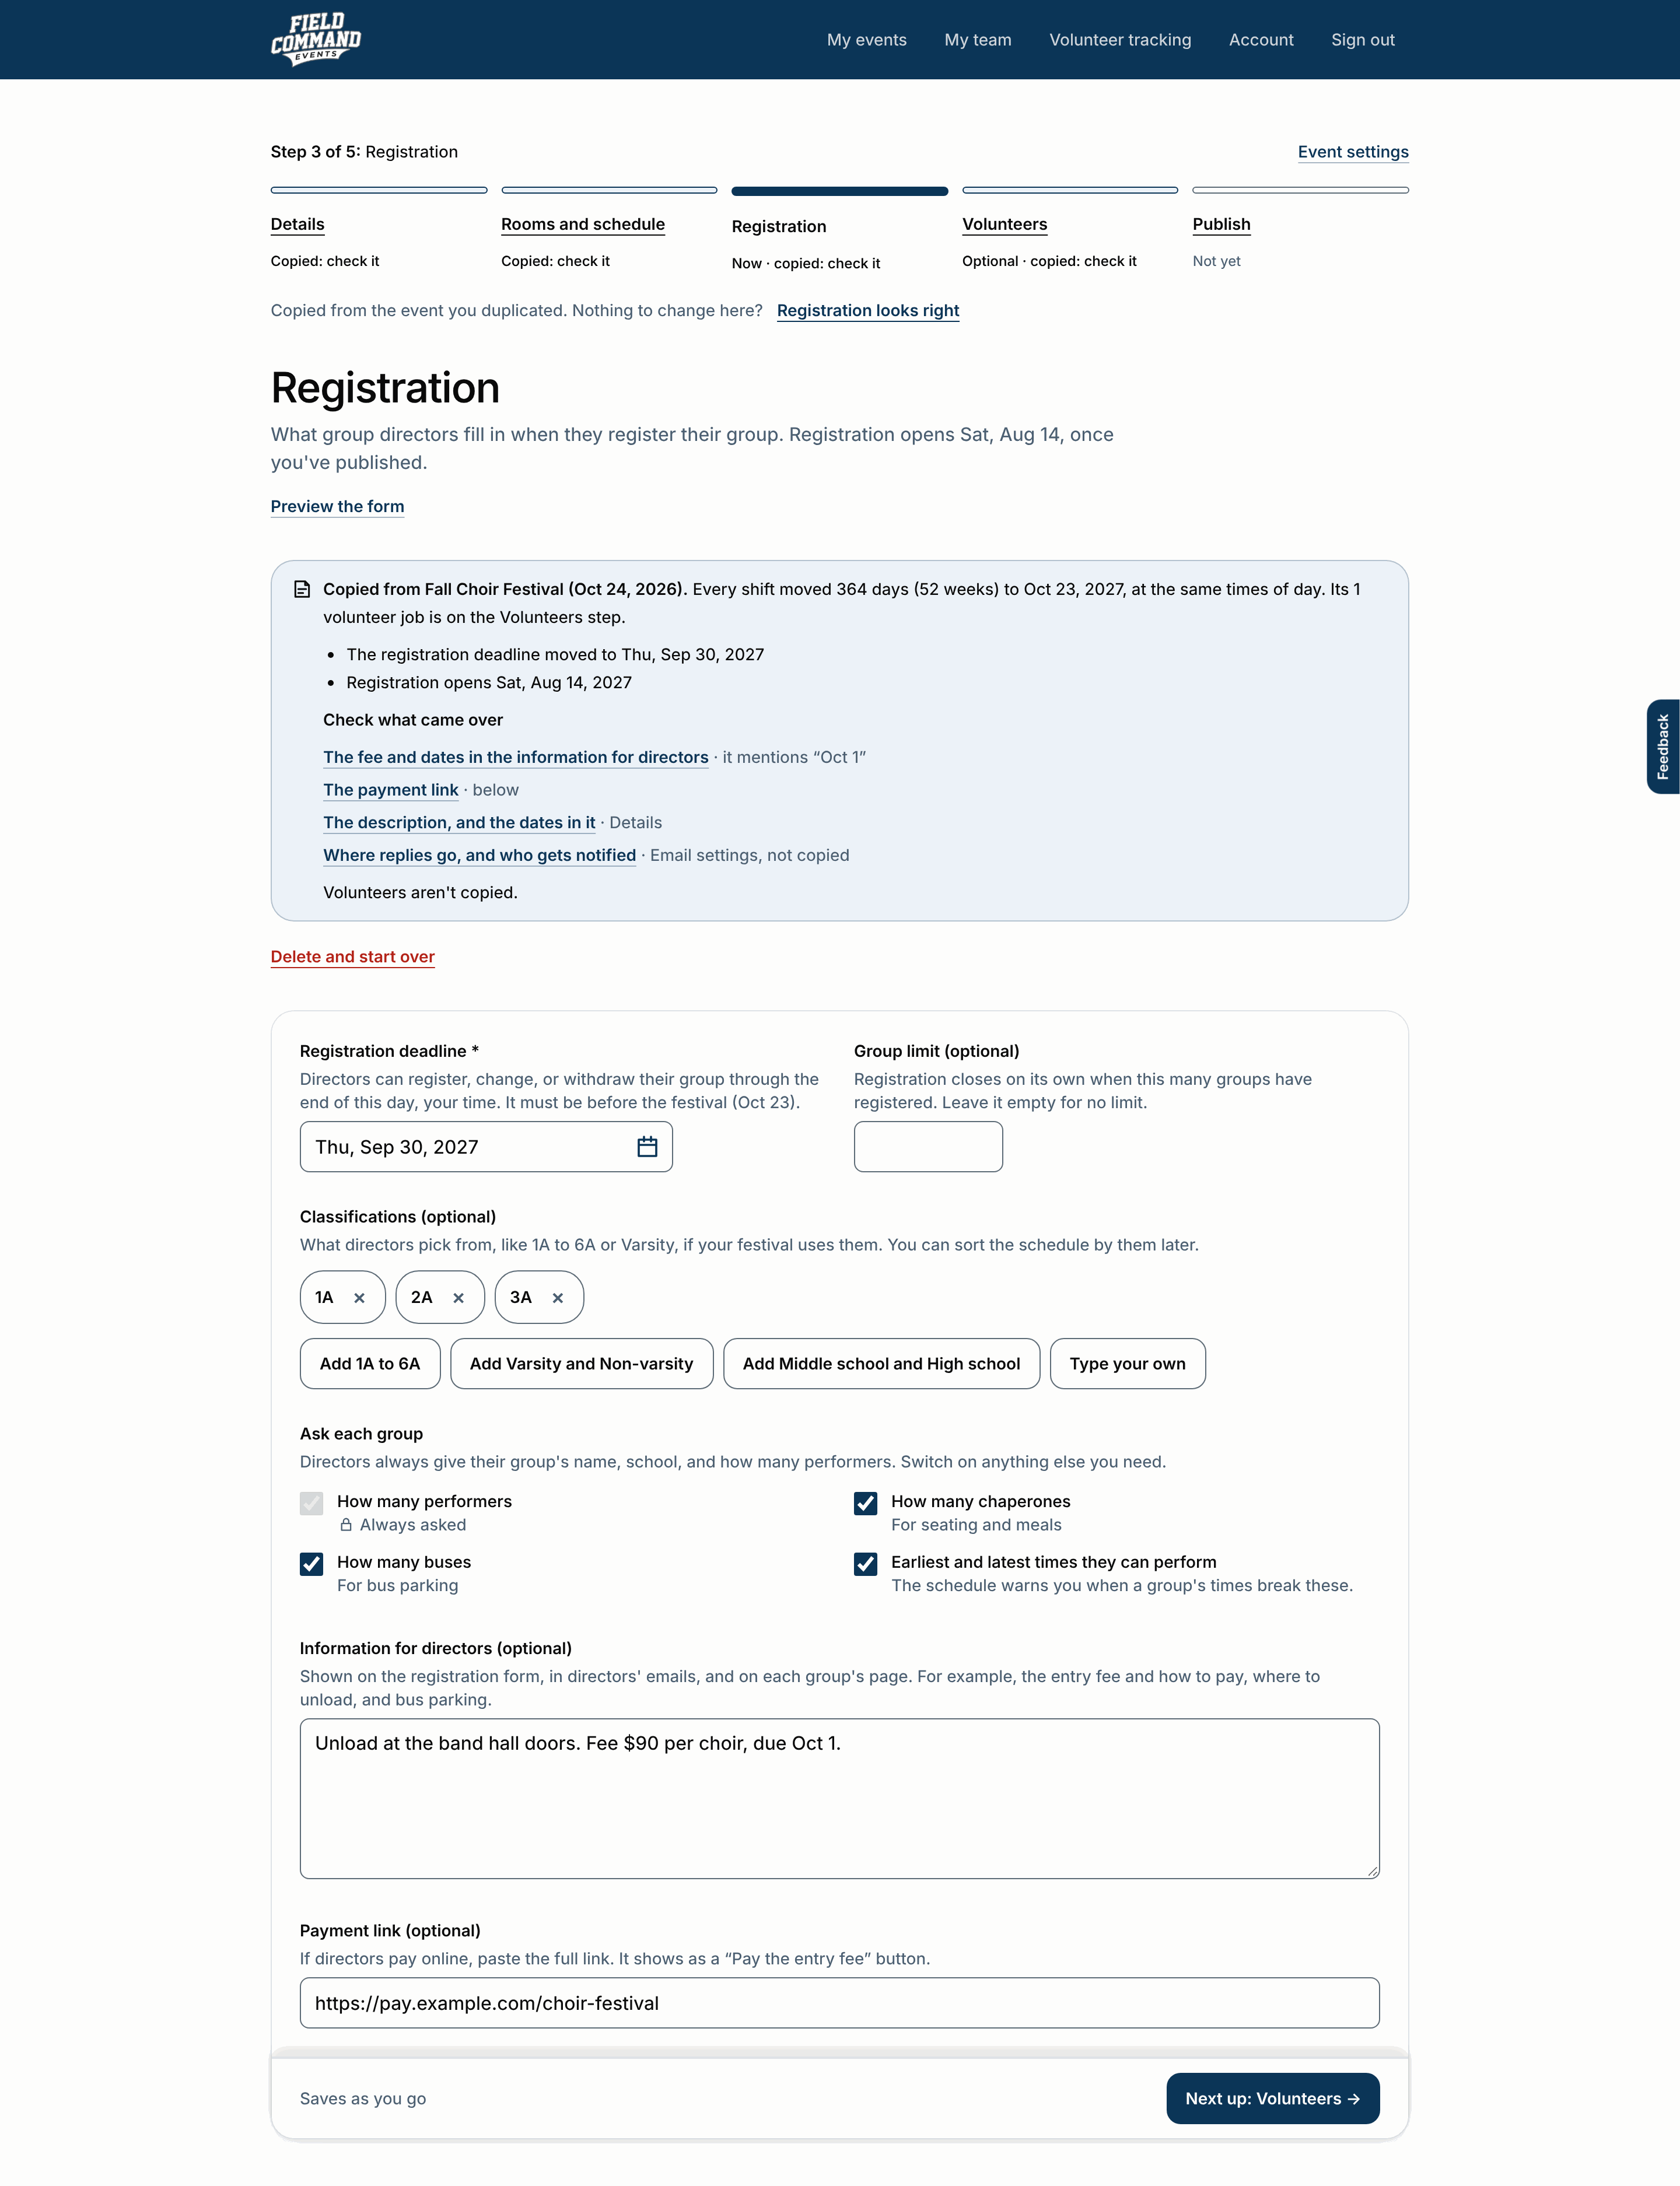 FIELD
COMMAND
EVENTS
My events
My team
Volunteer tracking
Account
Sign out
Step 3 of 5: Registration
Event settings
Details
Copied: check it
Rooms and schedule
Copied: check it
Registration
Now · copied: check it
Volunteers
Optional · copied: check it
Publish
Not yet
Copied from the event you duplicated. Nothing to change here? Registration looks right
Registration
What group directors fill in when they register their group. Registration opens Sat, Aug 14, once
you've published.
Preview the form
Copied from Fall Choir Festival (Oct 24, 2026). Every shift moved 364 days (52 weeks) to Oct 23, 2027, at the same times of day. Its 1
volunteer job is on the Volunteers step.
• The registration deadline moved to Thu, Sep 30, 2027
• Registration opens Sat, Aug 14, 2027
Check what came over
The fee and dates in the information for directors · it mentions “Oct 1”
The payment link · below
The description, and the dates in it · Details
Where replies go, and who gets notified · Email settings, not copied
Volunteers aren't copied.
Feedback
Delete and start over
Registration deadline *
Directors can register, change, or withdraw their group through the
end of this day, your time. It must be before the festival (Oct 23).
Thu, Sep 30, 2027
Group limit (optional)
Registration closes on its own when this many groups have
registered. Leave it empty for no limit.
Classifications (optional)
What directors pick from, like 1A to 6A or Varsity, if your festival uses them. You can sort the schedule by them later.
1A ×
2A ×
3A ×
Add 1A to 6A
Add Varsity and Non-varsity
Add Middle school and High school
Type your own
Ask each group
Directors always give their group's name, school, and how many performers. Switch on anything else you need.
How many performers
Always asked
How many chaperones
For seating and meals
How many buses
For bus parking
Earliest and latest times they can perform
The schedule warns you when a group's times break these.
Information for directors (optional)
Shown on the registration form, in directors' emails, and on each group's page. For example, the entry fee and how to pay, where to
unload, and bus parking.
Unload at the band hall doors. Fee $90 per choir, due Oct 1.
Payment link (optional)
If directors pay online, paste the full link. It shows as a “Pay the entry fee” button.
https://pay.example.com/choir-festival
Saves as you go
Next up: Volunteers →